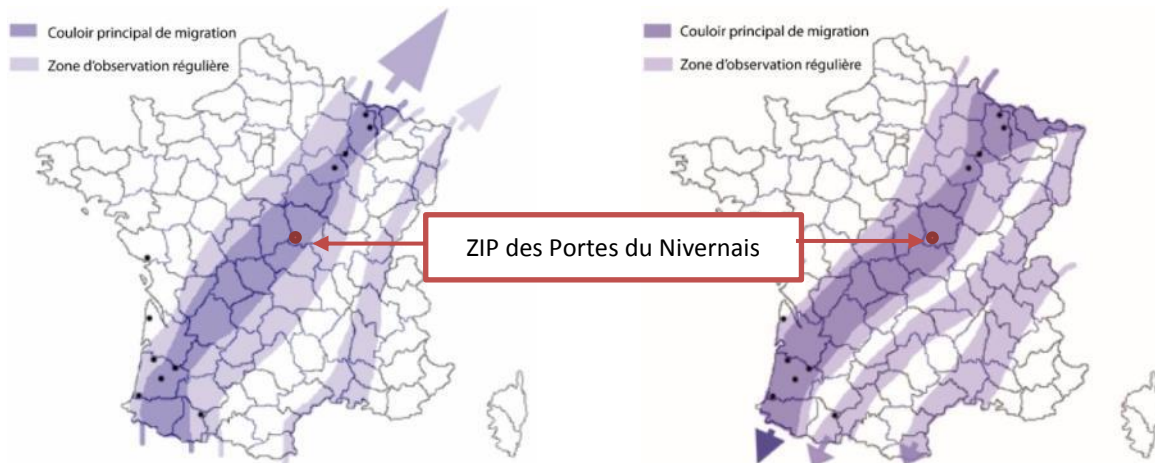 Couloir principal de migration
Zone d'observation régulière
Couloir principal de migration
Zone d'observation régulière
ZIP des Portes du Nivernais